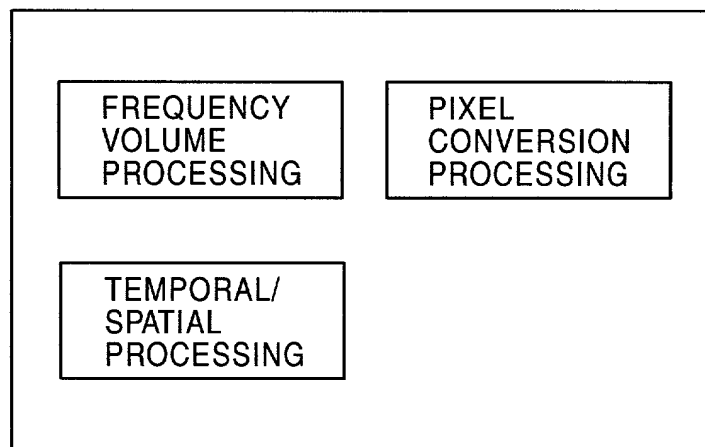 FREQUENCY
VOLUME
PROCESSING
PIXEL
CONVERSION
PROCESSING
TEMPORAL/
SPATIAL
PROCESSING